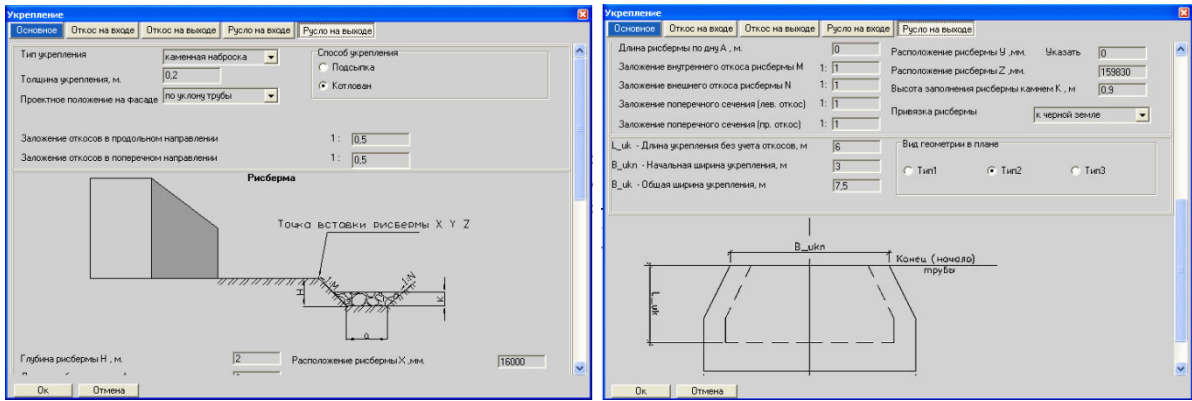 Укрепление
Основное Откос на входе Откос на выходе Русло на входе Русло на выходе
Тип укрепления каменная наброска
Толщина укрепления, м. 0,2
Проектное положение на фасаде по уклону трубы
Способ укрепления
Подсыпка
Котлован
Заложение откосов в продольном направлении 1 : 0,5
Заложение откосов в поперечном направлении 1 : 0,5
Рисберма
Точка вставки рисбермы X Y Z
1:M
1:N
H
K
a
Глубина рисбермы H , м. 2 Расположение рисбермы X ,мм. 16000
Ок Отмена
Укрепление
Основное Откос на входе Откос на выходе Русло на входе Русло на выходе
Длина рисбермы по дну A , м. 0
Заложение внутреннего откоса рисбермы M 1: 1
Заложение внешнего откоса рисбермы N 1: 1
Заложение поперечного сечения (лев. откос) 1: 1
Заложение поперечного сечения (пр. откос) 1: 1
Расположение рисбермы У ,мм. Указать 0
Расположение рисбермы Z ,мм. 159830
Высота заполнения рисбермы камнем К , м 0,9
Привязка рисбермы к черной земле
L_uk - Длина укрепления без учета откосов, м 6
B_ukn - Начальная ширина укрепления, м 3
B_uk - Общая ширина укрепления, м 7,5
Вид геометрии в плане
Тип1 Тип2 Тип3
B_ukn
Конец (начало)
трубы
L_uk
Ок Отмена